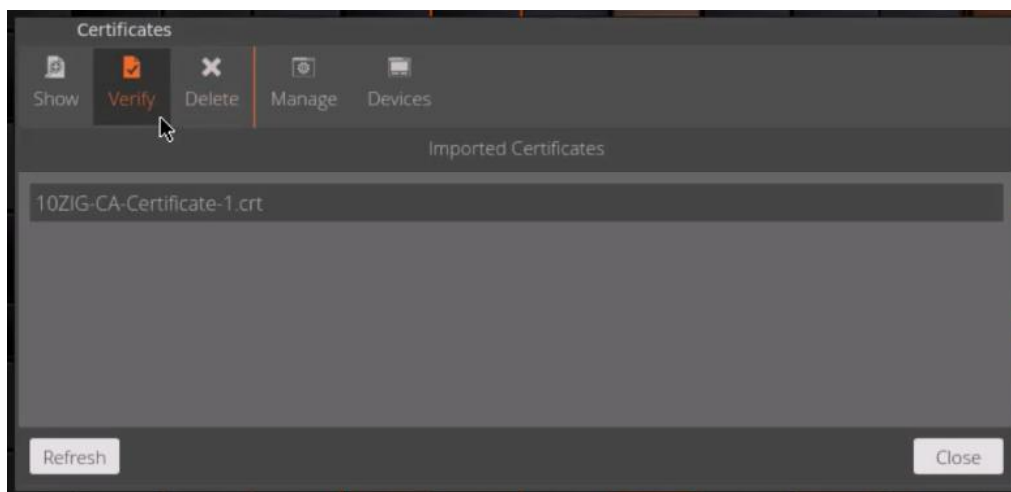 Certificates
Show Verify Delete Manage Devices
Imported Certificates
10ZIG-CA-Certificate-1.crt
Refresh Close